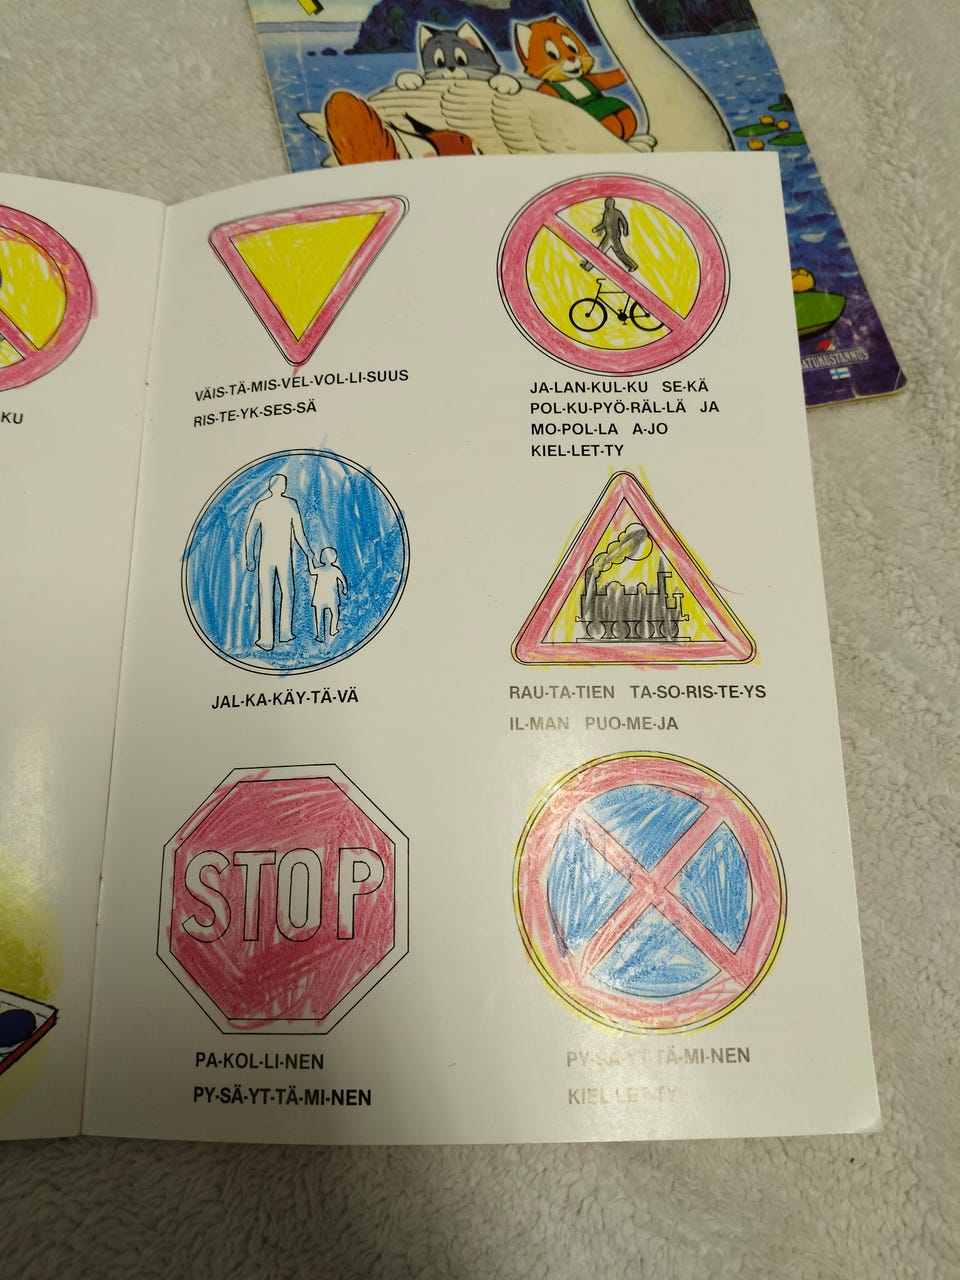 KU
VÄIS-TÄ-MIS-VEL-VOL-LI-SUUS
RIS-TE-YK-SES-SÄ
JA-LAN-KUL-KU SE-KÄ
POL-KU-PYÖ-RÄL-LÄ JA
MO-POL-LA A-JO
KIEL-LET-TY
JAL-KA-KÄY-TÄ-VÄ
RAU-TA-TIEN TA-SO-RIS-TE-YS
IL-MAN PUO-ME-JA
STOP
PA-KOL-LI-NEN
PY-SÄ-YT-TÄ-MI-NEN
PY-SÄ-YT-TÄ-MI-NEN
KIEL-LET-TY